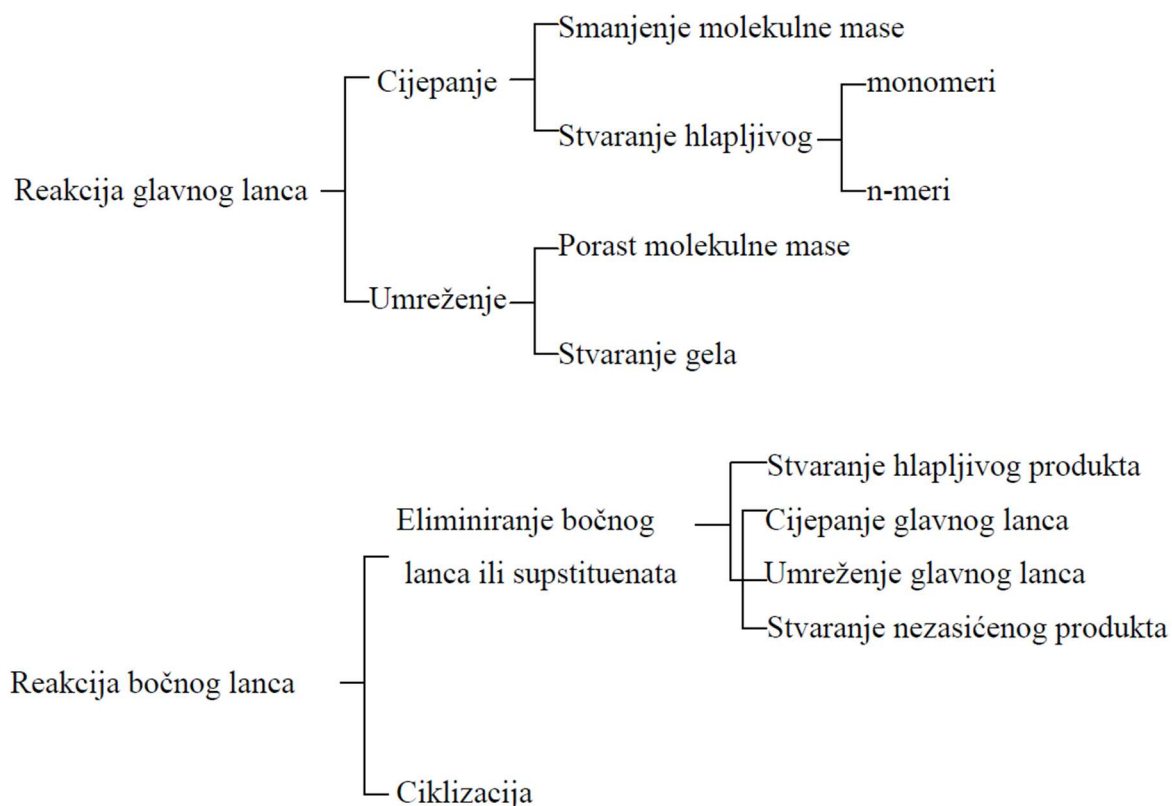 Smanjenje molekulne mase
Cijepanje
monomeri
Stvaranje hlapljivog
Reakcija glavnog lanca
n-meri
Porast molekulne mase
Umreženje
Stvaranje gela
Stvaranje hlapljivog produkta
Eliminiranje bočnog
Cijepanje glavnog lanca
lanca ili supstituenata
Umreženje glavnog lanca
Stvaranje nezasićenog produkta
Reakcija bočnog lanca
Ciklizacija